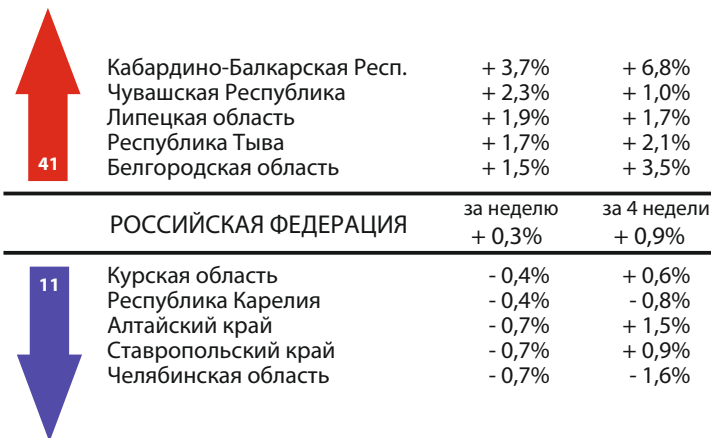 Кабардино-Балкарская Респ. + 3,7% + 6,8%
Чувашская Республика + 2,3% + 1,0%
Липецкая область + 1,9% + 1,7%
Республика Тыва + 1,7% + 2,1%
41 Белгородская область + 1,5% + 3,5%
за неделю за 4 недели
РОССИЙСКАЯ ФЕДЕРАЦИЯ + 0,3% + 0,9%
11 Курская область - 0,4% + 0,6%
Республика Карелия - 0,4% - 0,8%
Алтайский край - 0,7% + 1,5%
Ставропольский край - 0,7% + 0,9%
Челябинская область - 0,7% - 1,6%